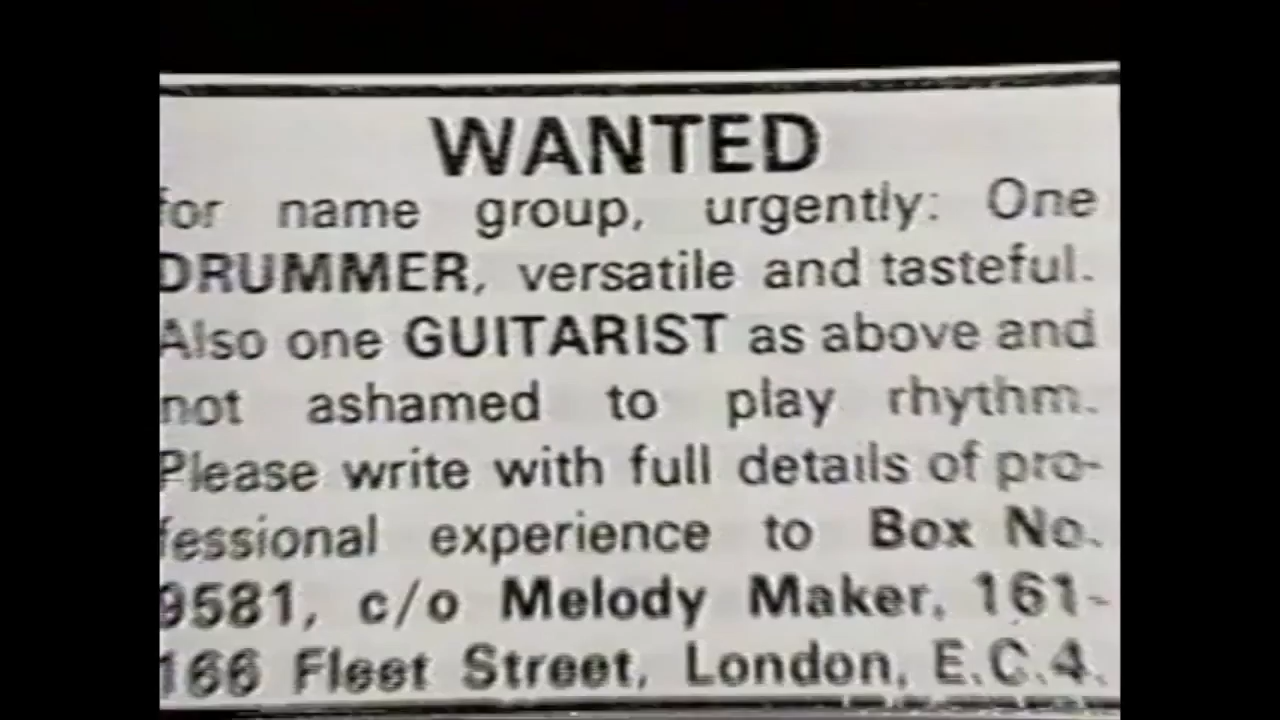 WANTED
for name group, urgently: One
DRUMMER, versatile and tasteful.
Also one GUITARIST as above and
not ashamed to play rhythm.
Please write with full details of pro-
fessional experience to Box No.
9581, c/o Melody Maker, 161-
166 Fleet Street, London, E.C.4.